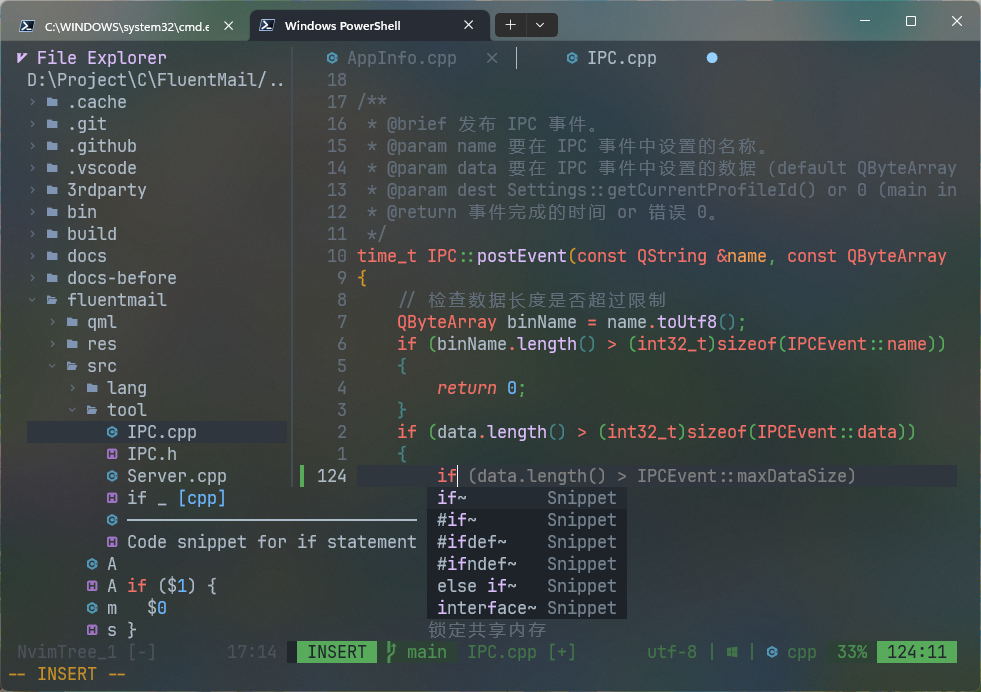 C:\WINDOWS\system32\cmd.e
Windows PowerShell
File Explorer
D:\Project\C\FluentMail/..
.cache
.git
.github
.vscode
3rdparty
bin
build
docs
docs-before
fluentmail
qml
res
src
lang
tool
IPC.cpp
IPC.h
Server.cpp
if _ [cpp]
Code snippet for if statement
A
A if ($1) {
m $0
s }
NvimTree_1 [-] 17:14
AppInfo.cpp
IPC.cpp
18
17 /**
16 * @brief 发布 IPC 事件。
15 * @param name 要在 IPC 事件中设置的名称。
14 * @param data 要在 IPC 事件中设置的数据 (default QByteArray
13 * @param dest Settings::getCurrentProfileId() or 0 (main in
12 * @return 事件完成的时间 or 错误 0。
11 */
10 time_t IPC::postEvent(const QString &name, const QByteArray
9 {
8 // 检查数据长度是否超过限制
7 QByteArray binName = name.toUtf8();
6 if (binName.length() > (int32_t)sizeof(IPCEvent::name))
5 {
4 return 0;
3 }
2 if (data.length() > (int32_t)sizeof(IPCEvent::data))
1 {
124 if (data.length() > IPCEvent::maxDataSize)
if~ Snippet
#if~ Snippet
#ifdef~ Snippet
#ifndef~ Snippet
else if~ Snippet
interface~ Snippet
锁定共享内存
INSERT main IPC.cpp [+] utf-8 | | cpp 33% 124:11
-- INSERT --